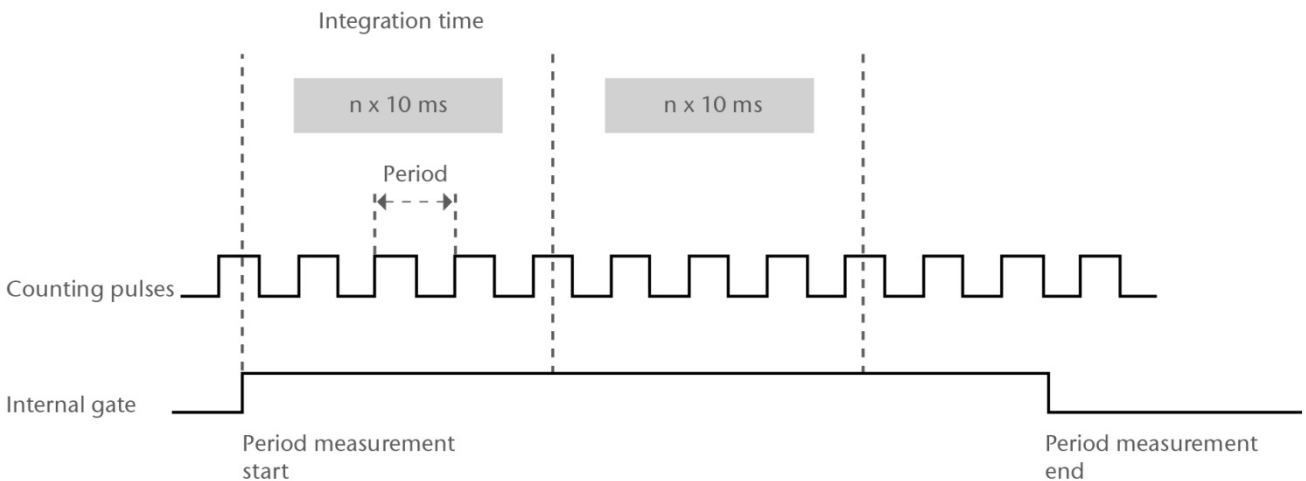 Integration time
n x 10 ms
n x 10 ms
Period
Counting pulses
Internal gate
Period measurement
start
Period measurement
end